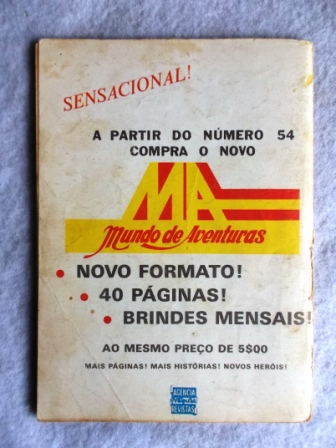 SENSACIONAL!
A PARTIR DO NÚMERO 54
COMPRA O NOVO
MA
Mundo de Aventuras
• NOVO FORMATO!
• 40 PÁGINAS!
• BRINDES MENSAIS!
AO MESMO PREÇO DE 5$00
MAIS PÁGINAS! MAIS HISTÓRIAS! NOVOS HERÓIS!
AGENCIA
REVISTAS